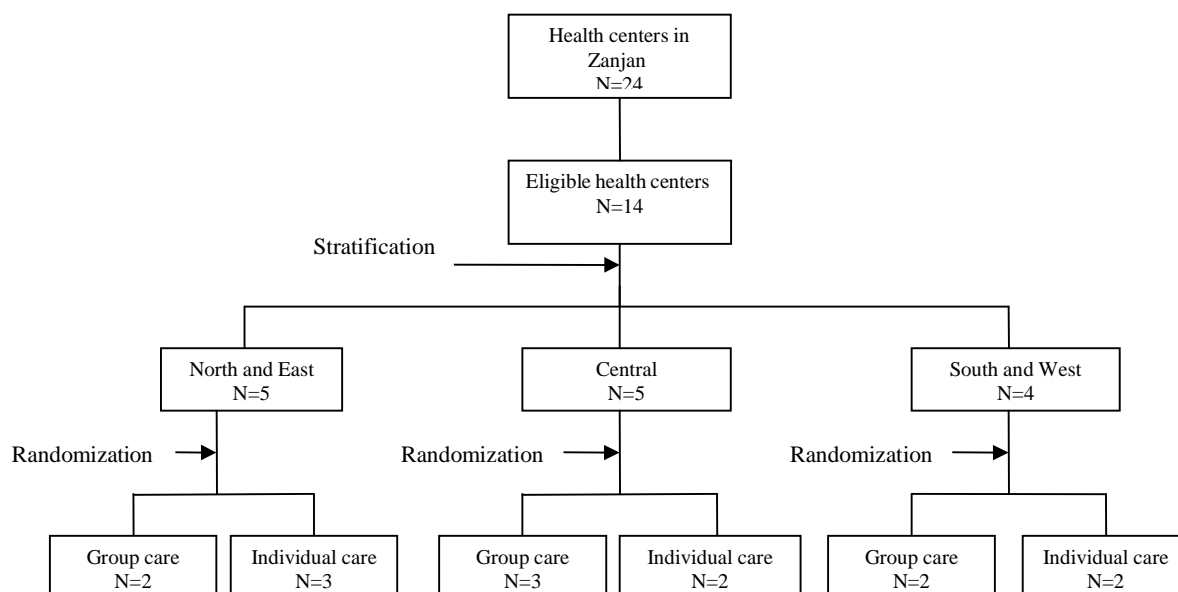 Health centers in
Zanjan
N=24
Eligible health centers
N=14
Stratification
North and East
N=5
Central
N=5
South and West
N=4
Randomization
Randomization
Randomization
Group care
N=2
Individual care
N=3
Group care
N=3
Individual care
N=2
Group care
N=2
Individual care
N=2